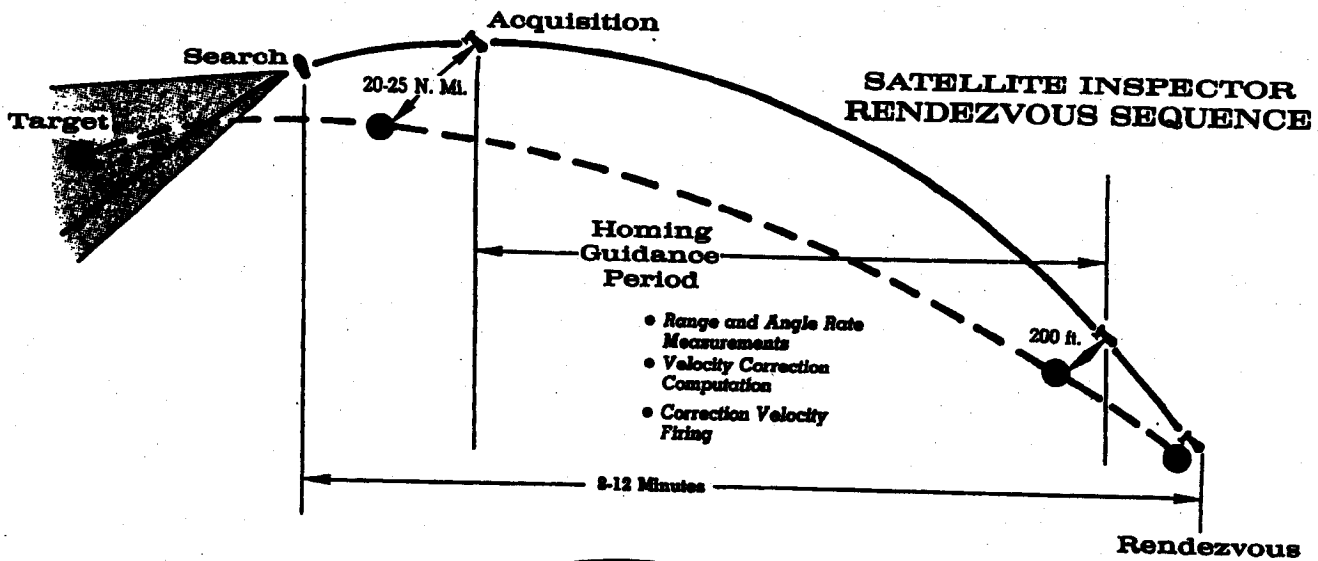 Acquisition
Search
20-25 N. Mi.
SATELLITE INSPECTOR
RENDEZVOUS SEQUENCE
Target
Homing
Guidance
Period
• Range and Angle Rate
Measurements
• Velocity Correction
Computation
• Correction Velocity
Firing
200 ft.
8-12 Minutes
Rendezvous